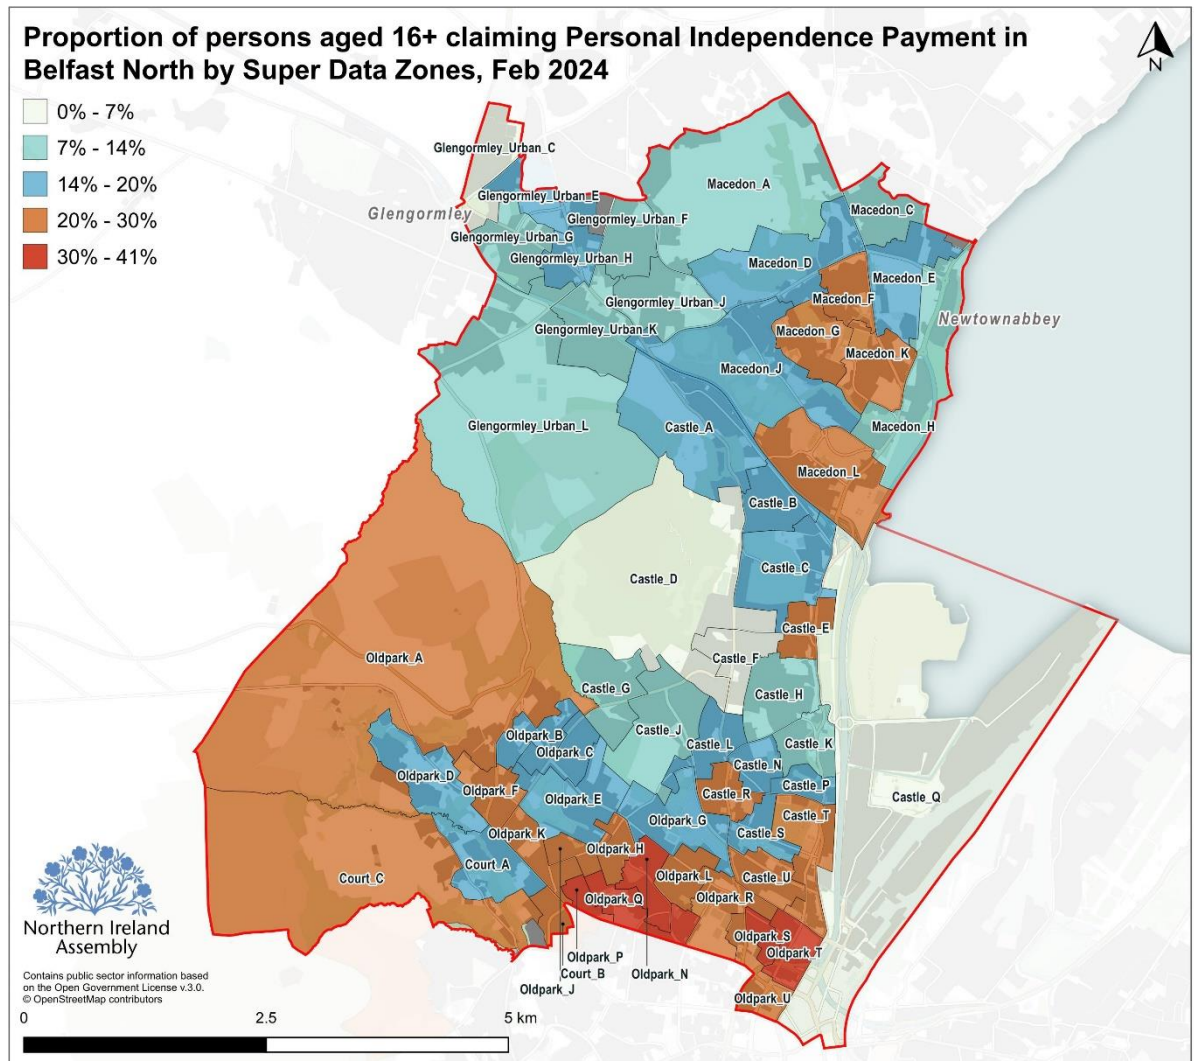 Proportion of persons aged 16+ claiming Personal Independence Payment in
Belfast North by Super Data Zones, Feb 2024
N
0% - 7%
7% - 14%
14% - 20%
20% - 30%
30% - 41%
Glengormley_Urban_C
Macedon_A
Glengormley_Urban_E
Glengormley
Glengormley_Urban_F
Macedon_C
Glengormley_Urban_G
Glengormley_Urban_H
Macedon_D
Macedon_E
Glengormley_Urban_J
Macedon_F
Newtownabbey
Glengormley_Urban_K
Macedon_G
Macedon_K
Macedon_J
Glengormley_Urban_L
Castle_A
Macedon_H
Macedon_L
Castle_B
Castle_C
Castle_D
Castle_E
Oldpark_A
Castle_F
Castle_G
Castle_H
Oldpark_B
Castle_J
Castle_L
Castle_K
Oldpark_C
Castle_N
Oldpark_D
Castle_P
Oldpark_F
Oldpark_E
Castle_R
Castle_Q
Castle_T
Oldpark_G
Oldpark_K
Castle_S
Oldpark_H
Court_A
Court_C
Oldpark_L
Castle_U
Oldpark_Q
Oldpark_R
Oldpark_S
Oldpark_T
Oldpark_P
Court_B
Oldpark_N
Oldpark_J
Oldpark_U
Northern Ireland
Assembly
Contains public sector information based
on the Open Government License v.3.0.
© OpenStreetMap contributors
0 2.5 5 km